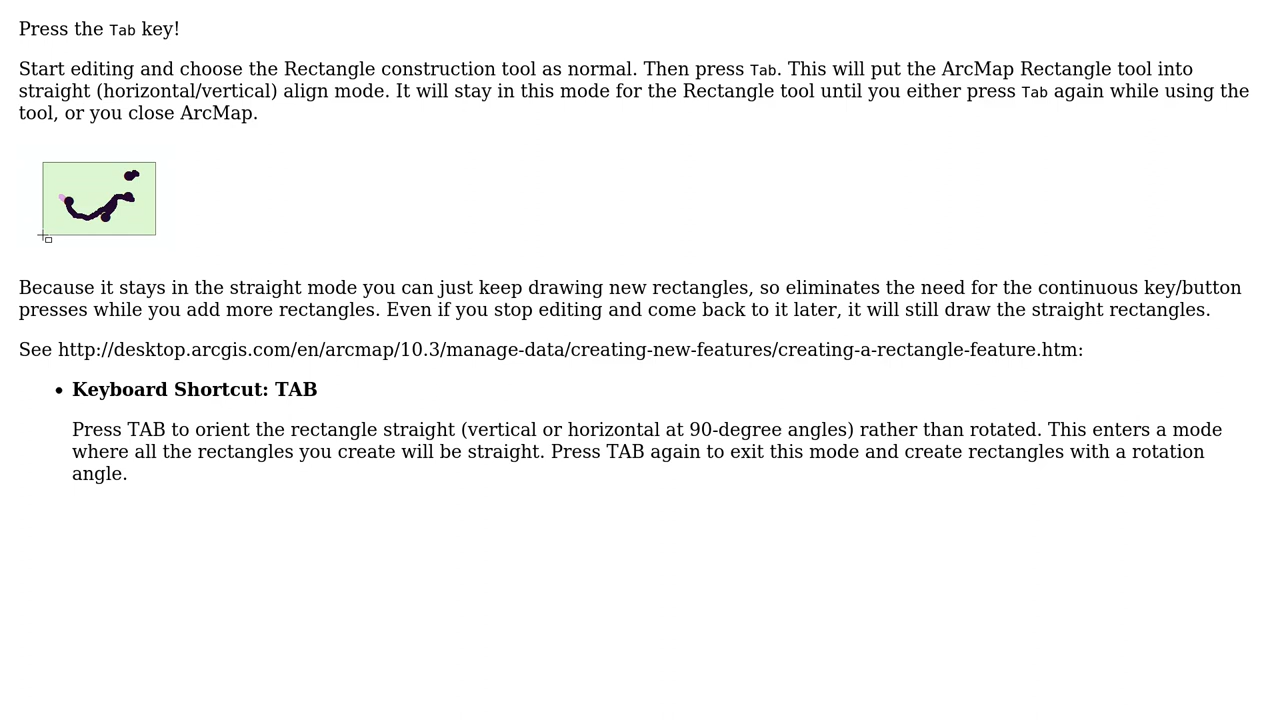 Press the Tab key!
Start editing and choose the Rectangle construction tool as normal. Then press Tab. This will put the ArcMap Rectangle tool into
straight (horizontal/vertical) align mode. It will stay in this mode for the Rectangle tool until you either press Tab again while using the
tool, or you close ArcMap.
Because it stays in the straight mode you can just keep drawing new rectangles, so eliminates the need for the continuous key/button
presses while you add more rectangles. Even if you stop editing and come back to it later, it will still draw the straight rectangles.
See http://desktop.arcgis.com/en/arcmap/10.3/manage-data/creating-new-features/creating-a-rectangle-feature.htm:
• Keyboard Shortcut: TAB
Press TAB to orient the rectangle straight (vertical or horizontal at 90-degree angles) rather than rotated. This enters a mode
where all the rectangles you create will be straight. Press TAB again to exit this mode and create rectangles with a rotation
angle.